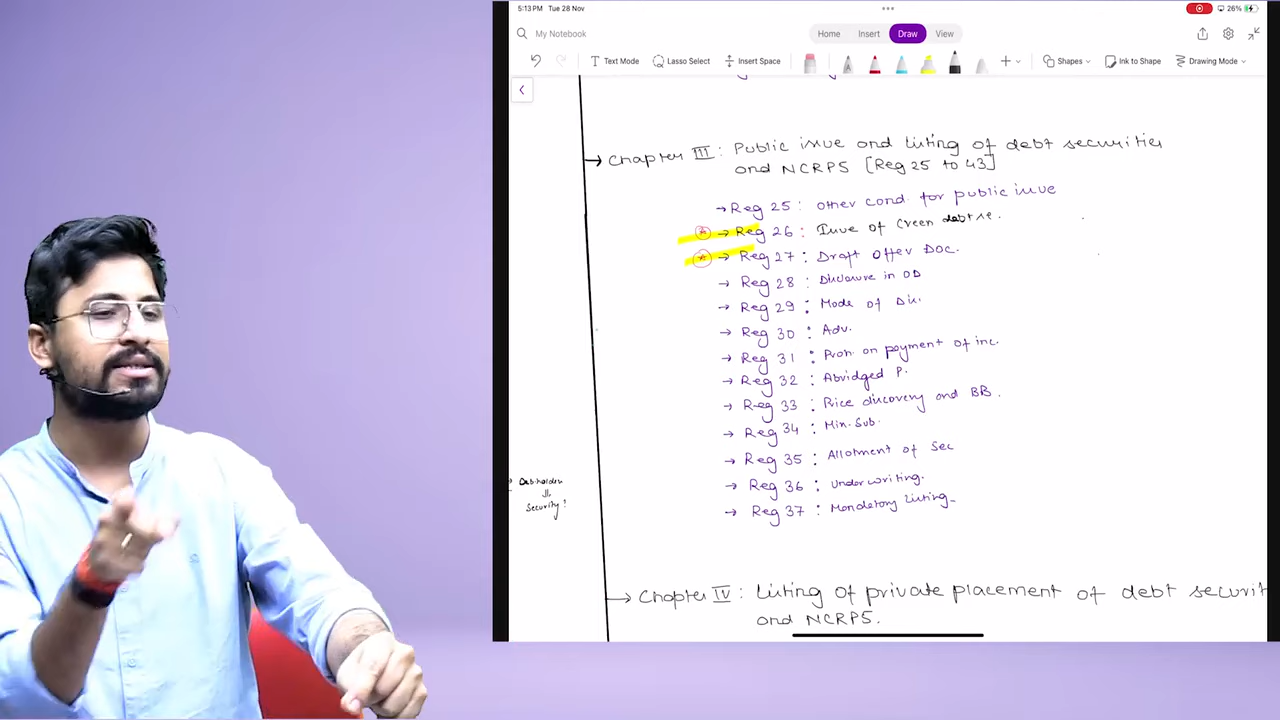 5:13 PM Tue 28 Nov
26%
My Notebook
Home Insert Draw View
Text Mode Lasso Select Insert Space Shapes Ink to Shape Drawing Mode
→ Chapter III : Public issue and listing of debt securities
and NCRPS [Reg 25 to 43]
→ Reg 25 : Other cond. for public issue
→ Reg 26 : Issue of Green debt se.
→ Reg 27 : Draft Offer Doc.
→ Reg 28 : Disclosure in OD
→ Reg 29 : Mode of Dis.
→ Reg 30 : Adv.
→ Reg 31 : Proh. on payment of inc.
→ Reg 32 : Abridged P.
→ Reg 33 : Price discovery and BB.
→ Reg 34 : Min. Sub.
→ Reg 35 : Allotment of Sec
→ Reg 36 : Underwriting.
→ Reg 37 : Mandatory listing
Security?
→ Chapter IV : Listing of private placement of debt securit
and NCRPS.